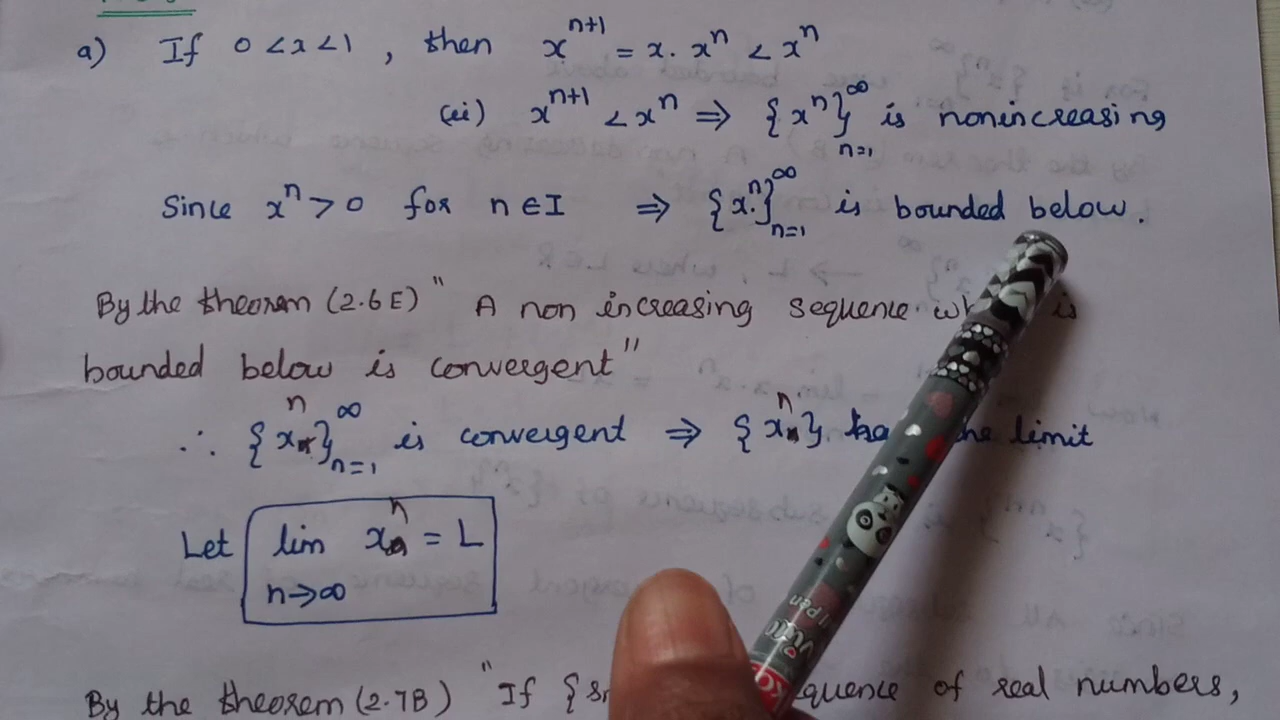 a) If 0 < x < 1, then x^{n+1} = x. x^n < x^n
(ii) x^{n+1} < x^n ⇒ {x^n}_{n=1}^∞ is nonincreasing
Since x^n > 0 for n ∈ I ⇒ {x^n}_{n=1}^∞ is bounded below.
By the theorem (2.6E) " A non increasing sequence is
bounded below is convergent"
∴ {x^n}_{n=1}^∞ is convergent ⇒ {x^n} limit
Let lim x^n = L
n→∞
By the theorem (2.7B) "If { of real numbers,